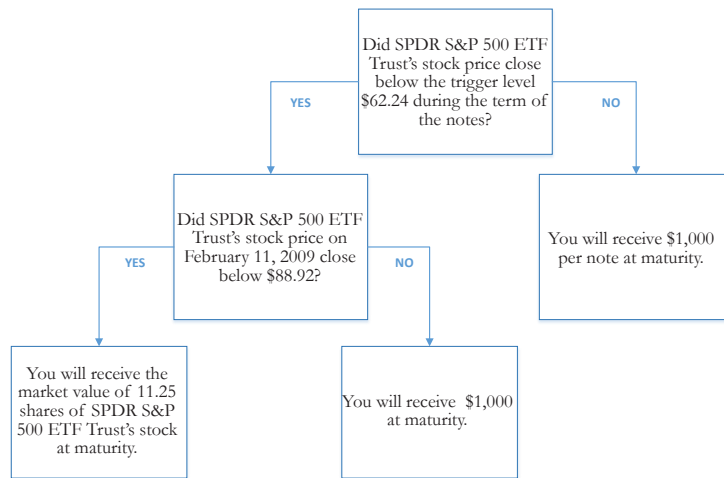 Did SPDR S&P 500 ETF
Trust's stock price close
below the trigger level
$62.24 during the term of
the notes?
YES
NO
Did SPDR S&P 500 ETF
Trust's stock price on
February 11, 2009 close
below $88.92?
You will receive $1,000
per note at maturity.
YES
NO
You will receive the
market value of 11.25
shares of SPDR S&P
500 ETF Trust's stock
at maturity.
You will receive $1,000
at maturity.